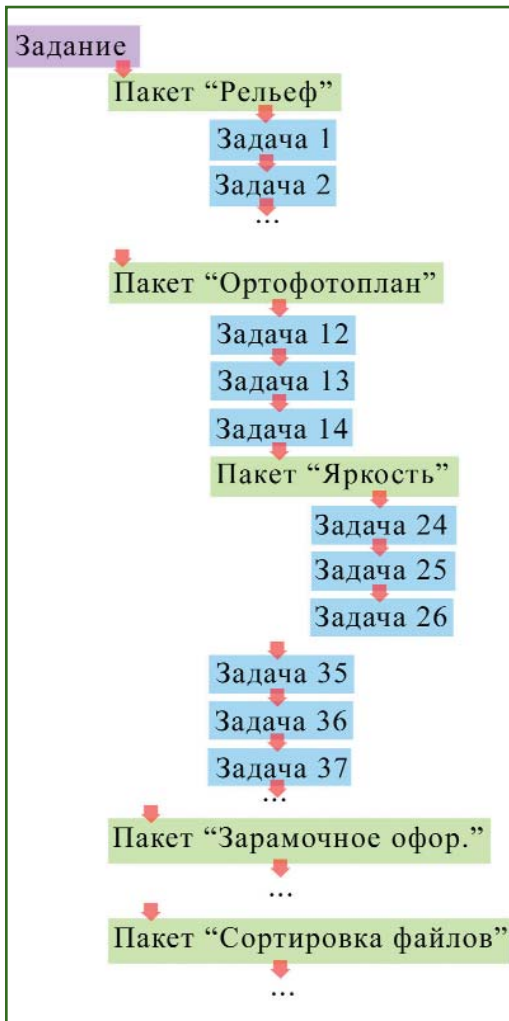 Задание
Пакет “Рельеф”
Задача 1
Задача 2
...
Пакет “Ортофотоплан”
Задача 12
Задача 13
Задача 14
Пакет “Яркость”
Задача 24
Задача 25
Задача 26
Задача 35
Задача 36
Задача 37
...
Пакет “Зарамочное офор.”
...
Пакет “Сортировка файлов”
...